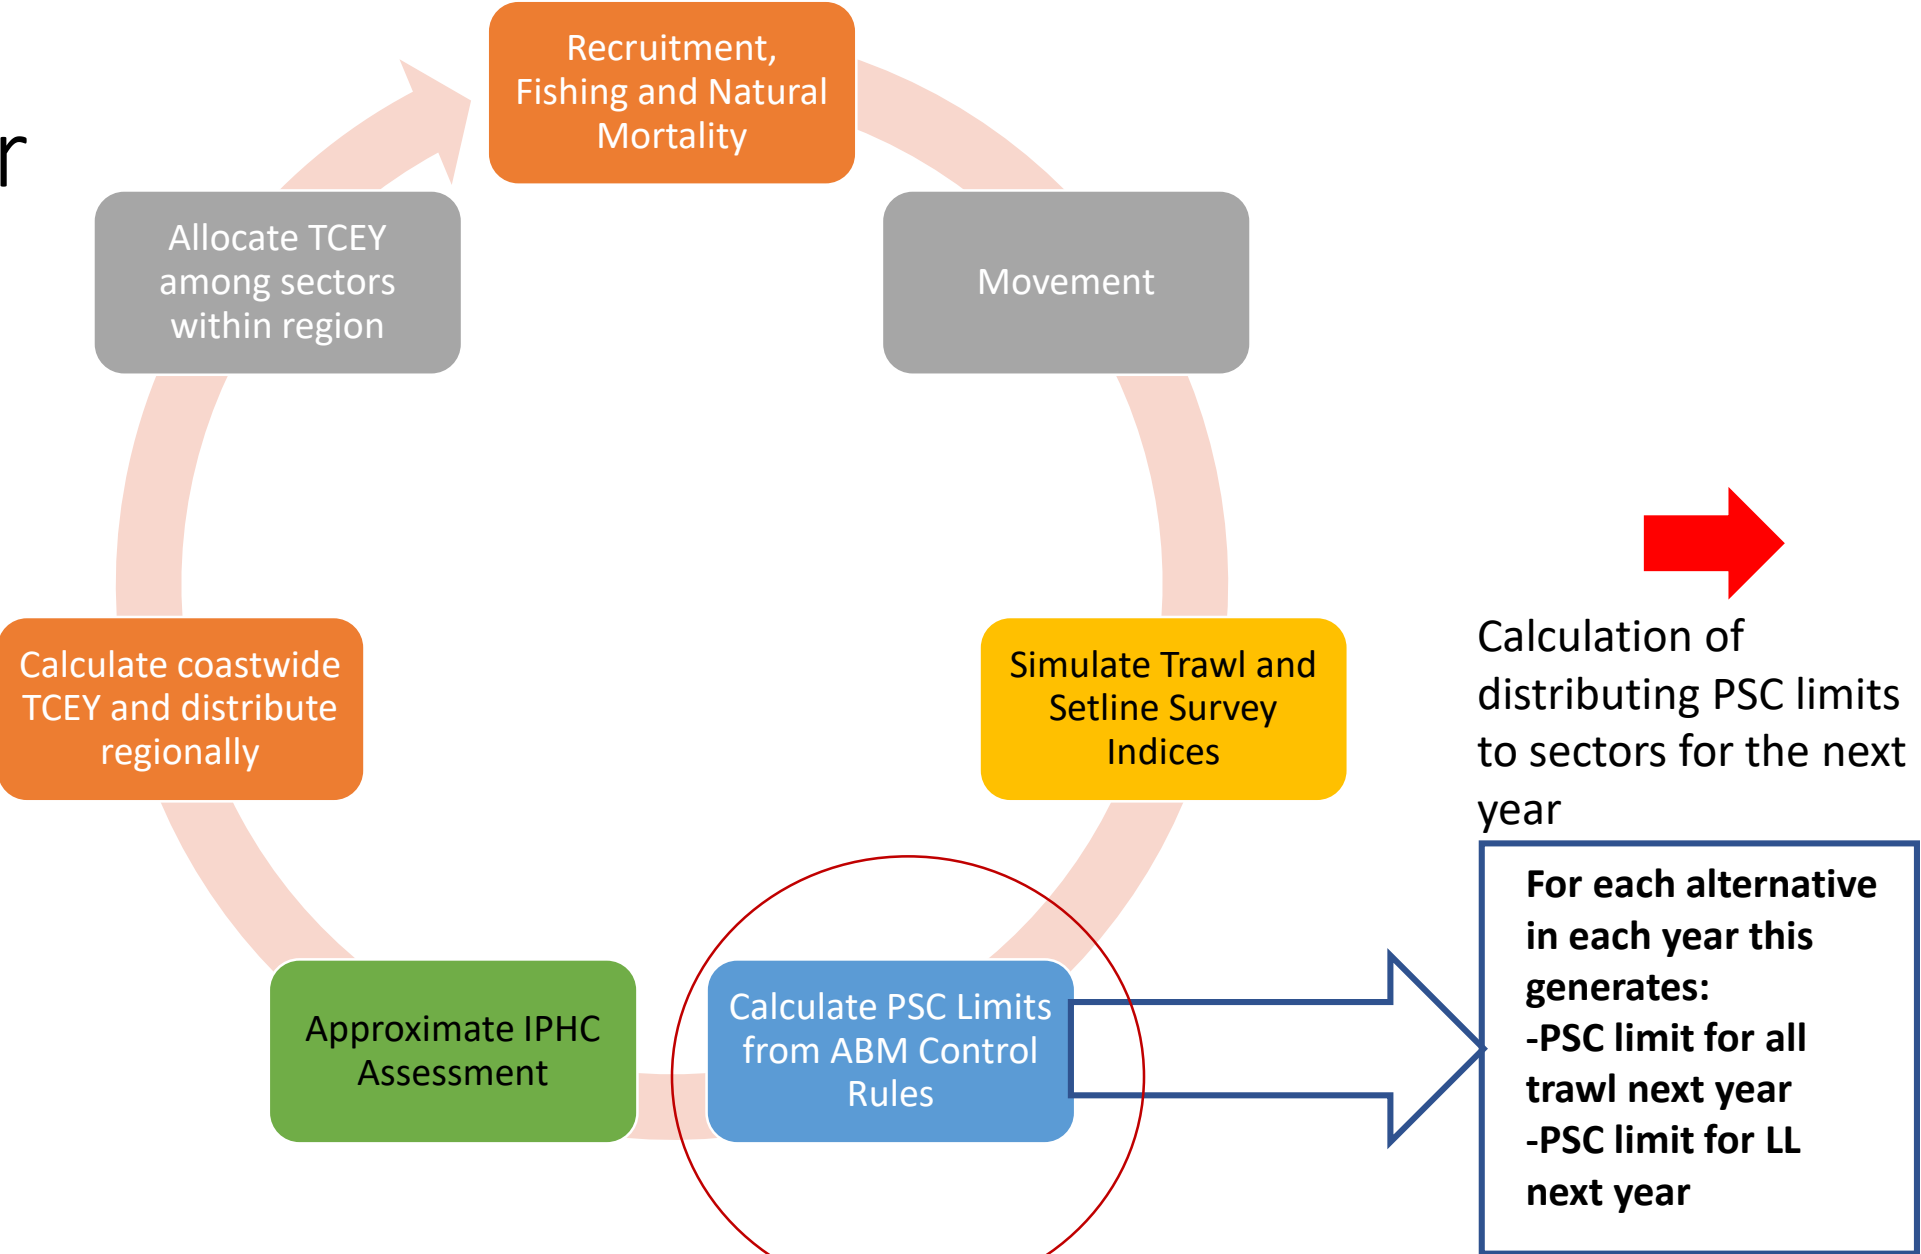 r
Recruitment,
Fishing and Natural
Mortality
Movement
Simulate Trawl and
Setline Survey
Indices
Calculate PSC Limits
from ABM Control
Rules
Approximate IPHC
Assessment
Calculate coastwide
TCEY and distribute
regionally
Allocate TCEY
among sectors
within region
Calculation of
distributing PSC limits
to sectors for the next
year
For each alternative
in each year this
generates:
-PSC limit for all
trawl next year
-PSC limit for LL
next year